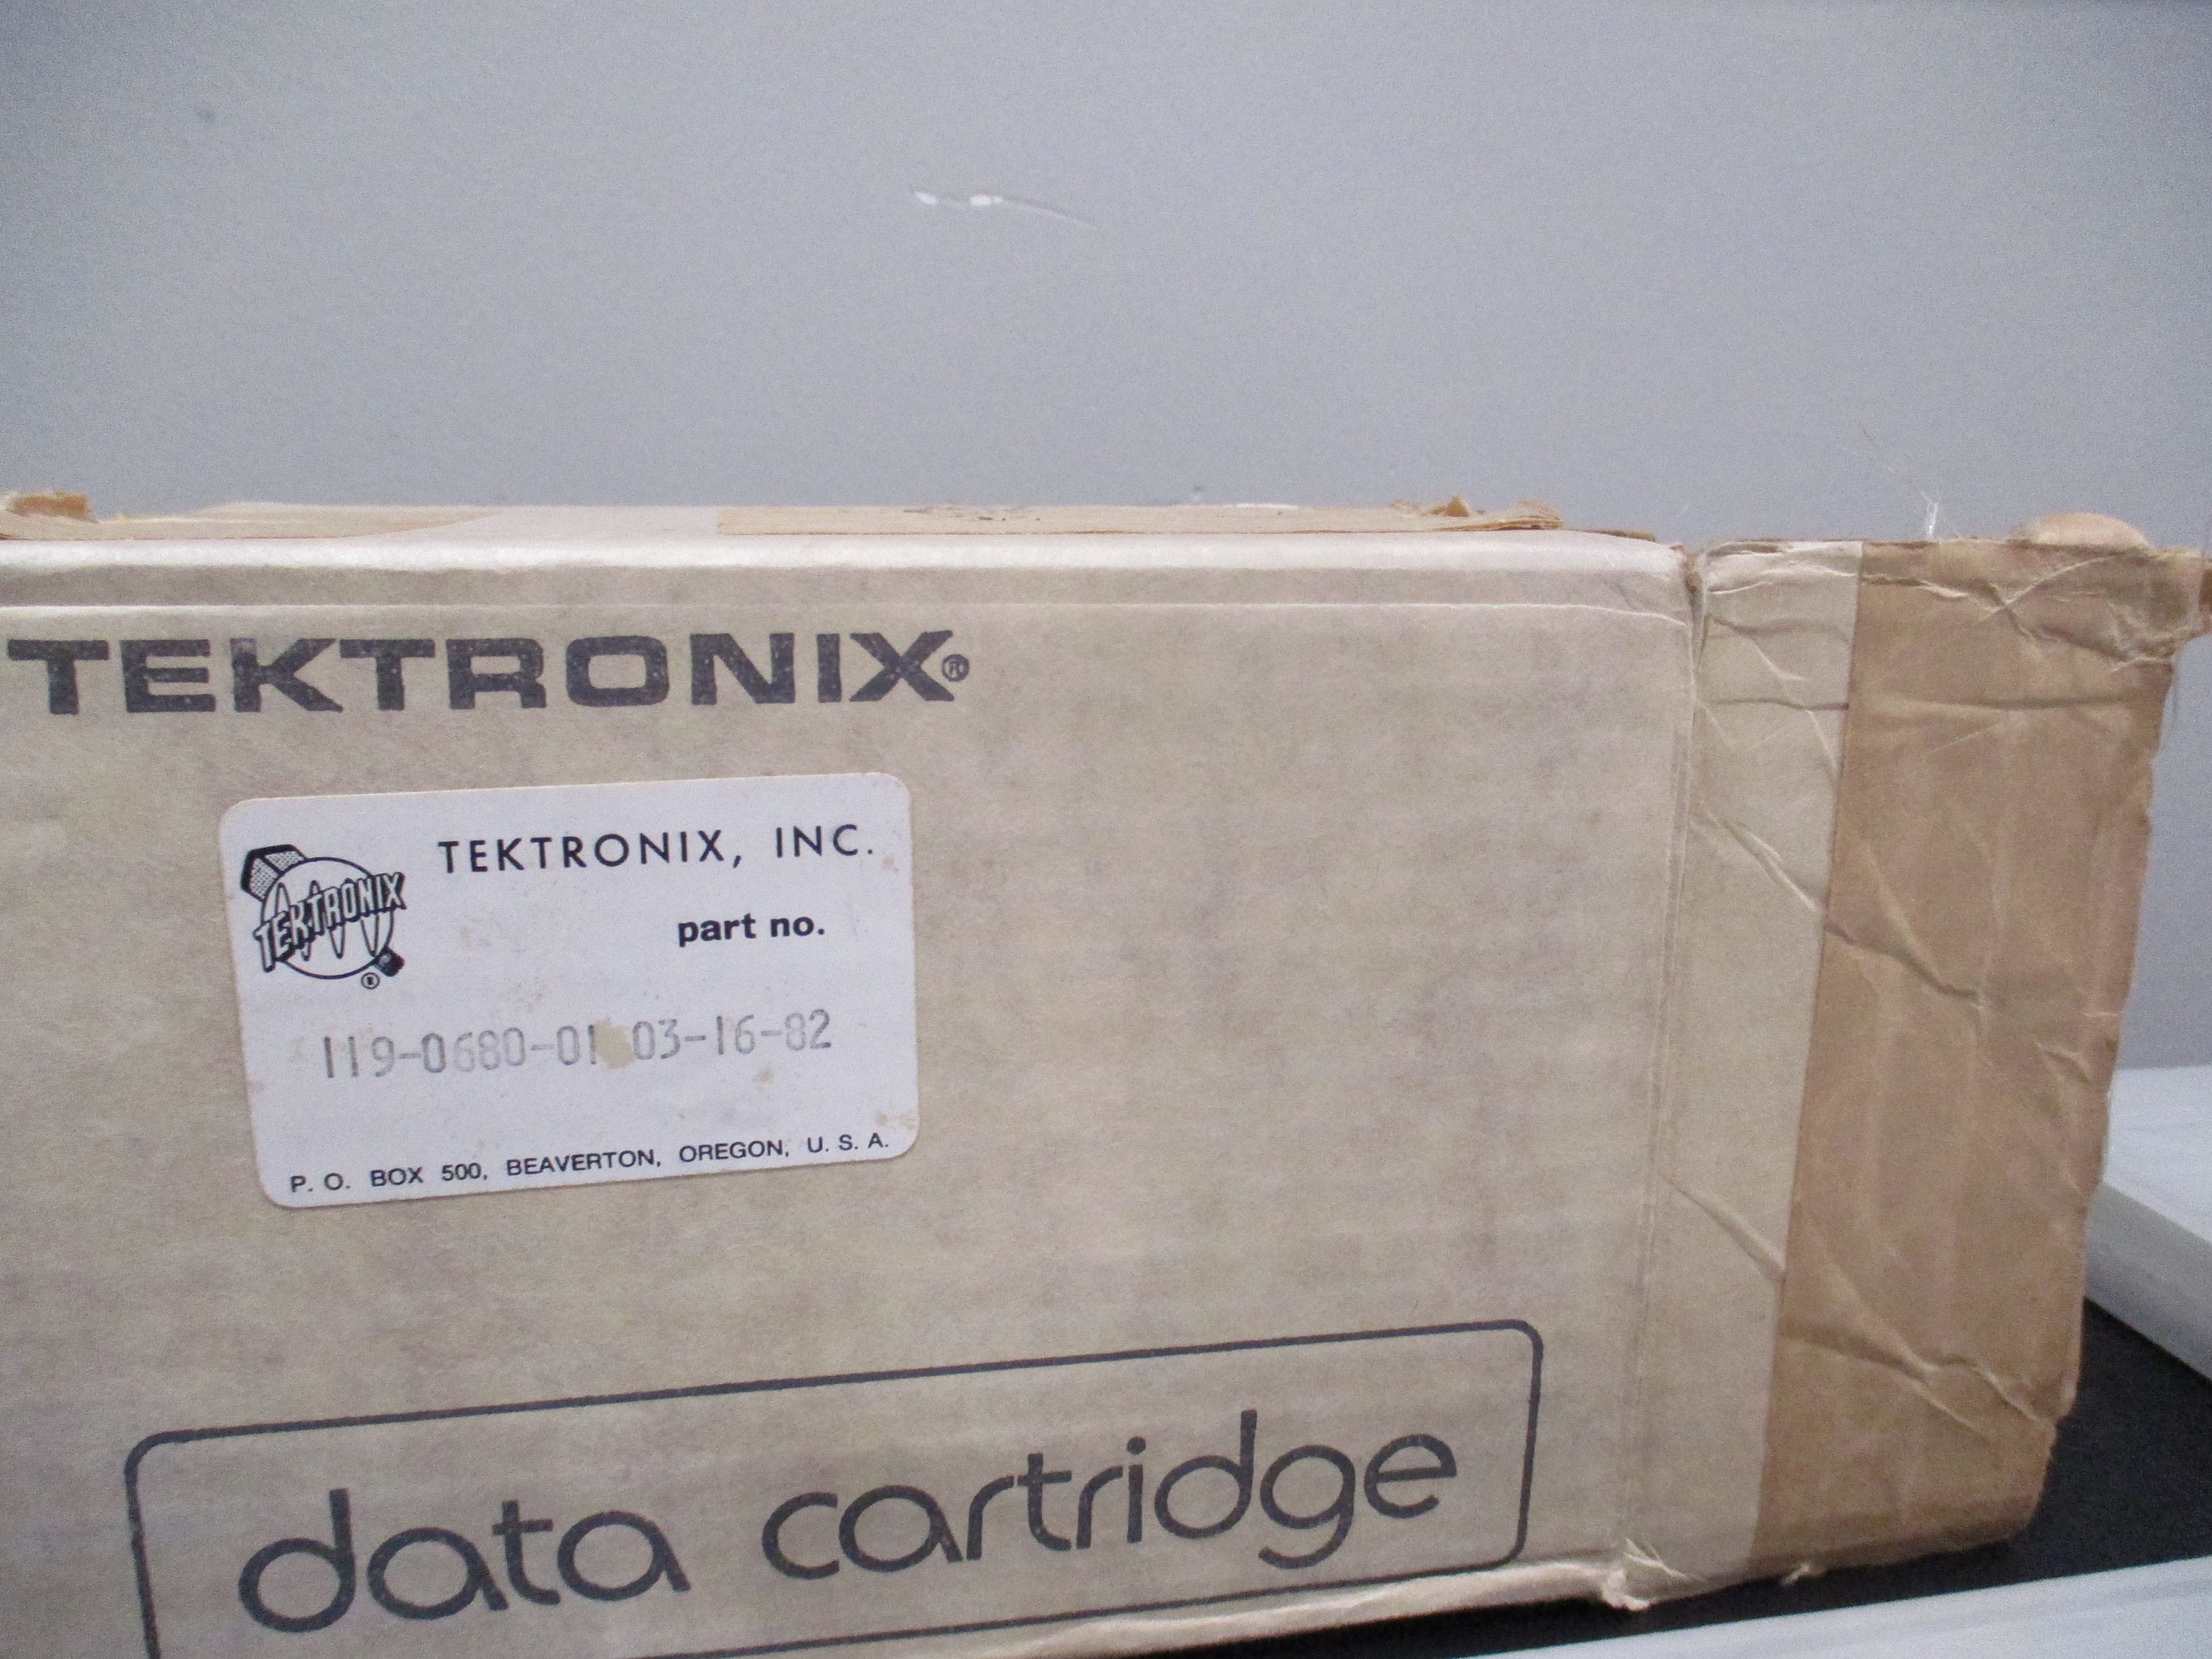 TEKTRONIX®
TEKTRONIX, INC.
TEKTRONIX
®
part no.
119-0680-01 03-16-82
P. O. BOX 500, BEAVERTON, OREGON, U. S. A.
data cartridge